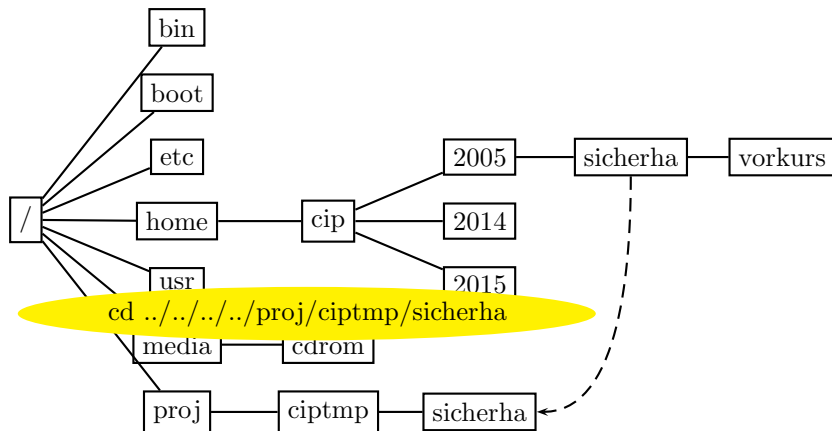 bin
boot
etc
2005 sicherha vorkurs
/ home cip 2014
usr 2015
cd ../../../../proj/ciptmp/sicherha
media cdrom
proj ciptmp sicherha